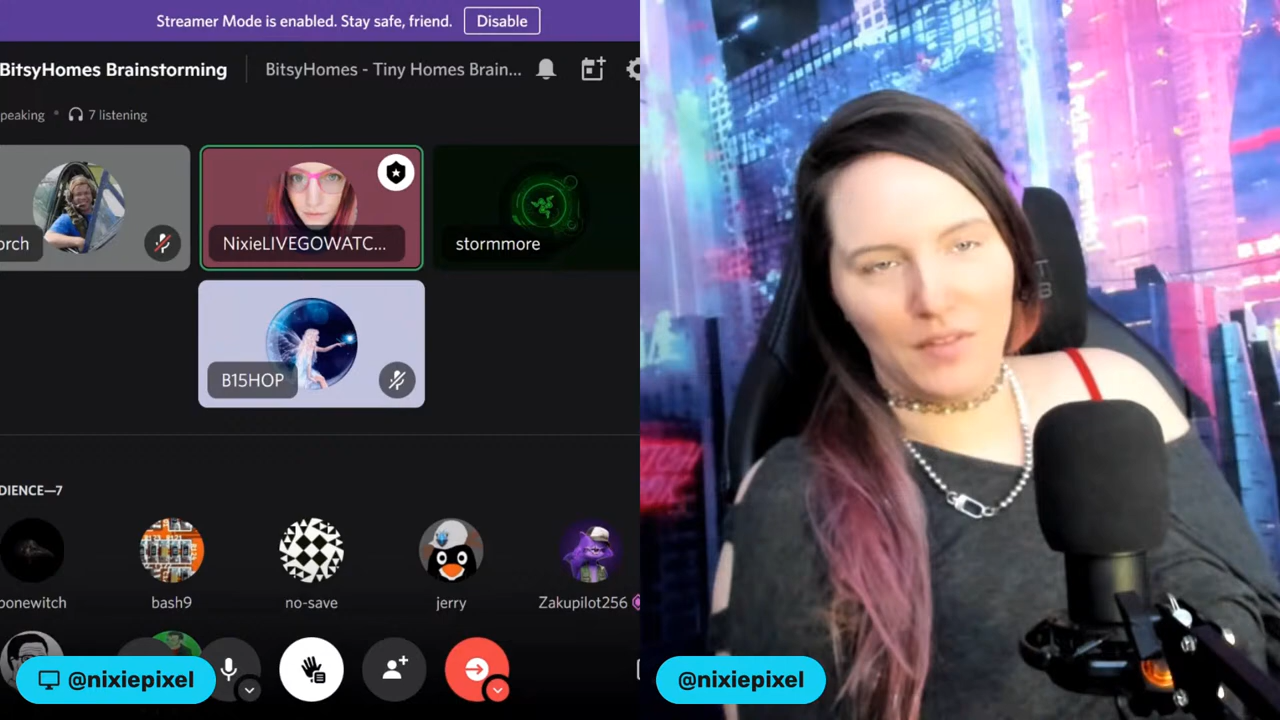 Streamer Mode is enabled. Stay safe, friend.
Disable
BitsyHomes Brainstorming
BitsyHomes - Tiny Homes Brain...
peaking
7 listening
orch
NixieLIVEGOWATC...
stormmore
B15HOP
DIENCE—7
bonewitch
bash9
no-save
jerry
Zakupilot256
@nixiepixel
@nixiepixel